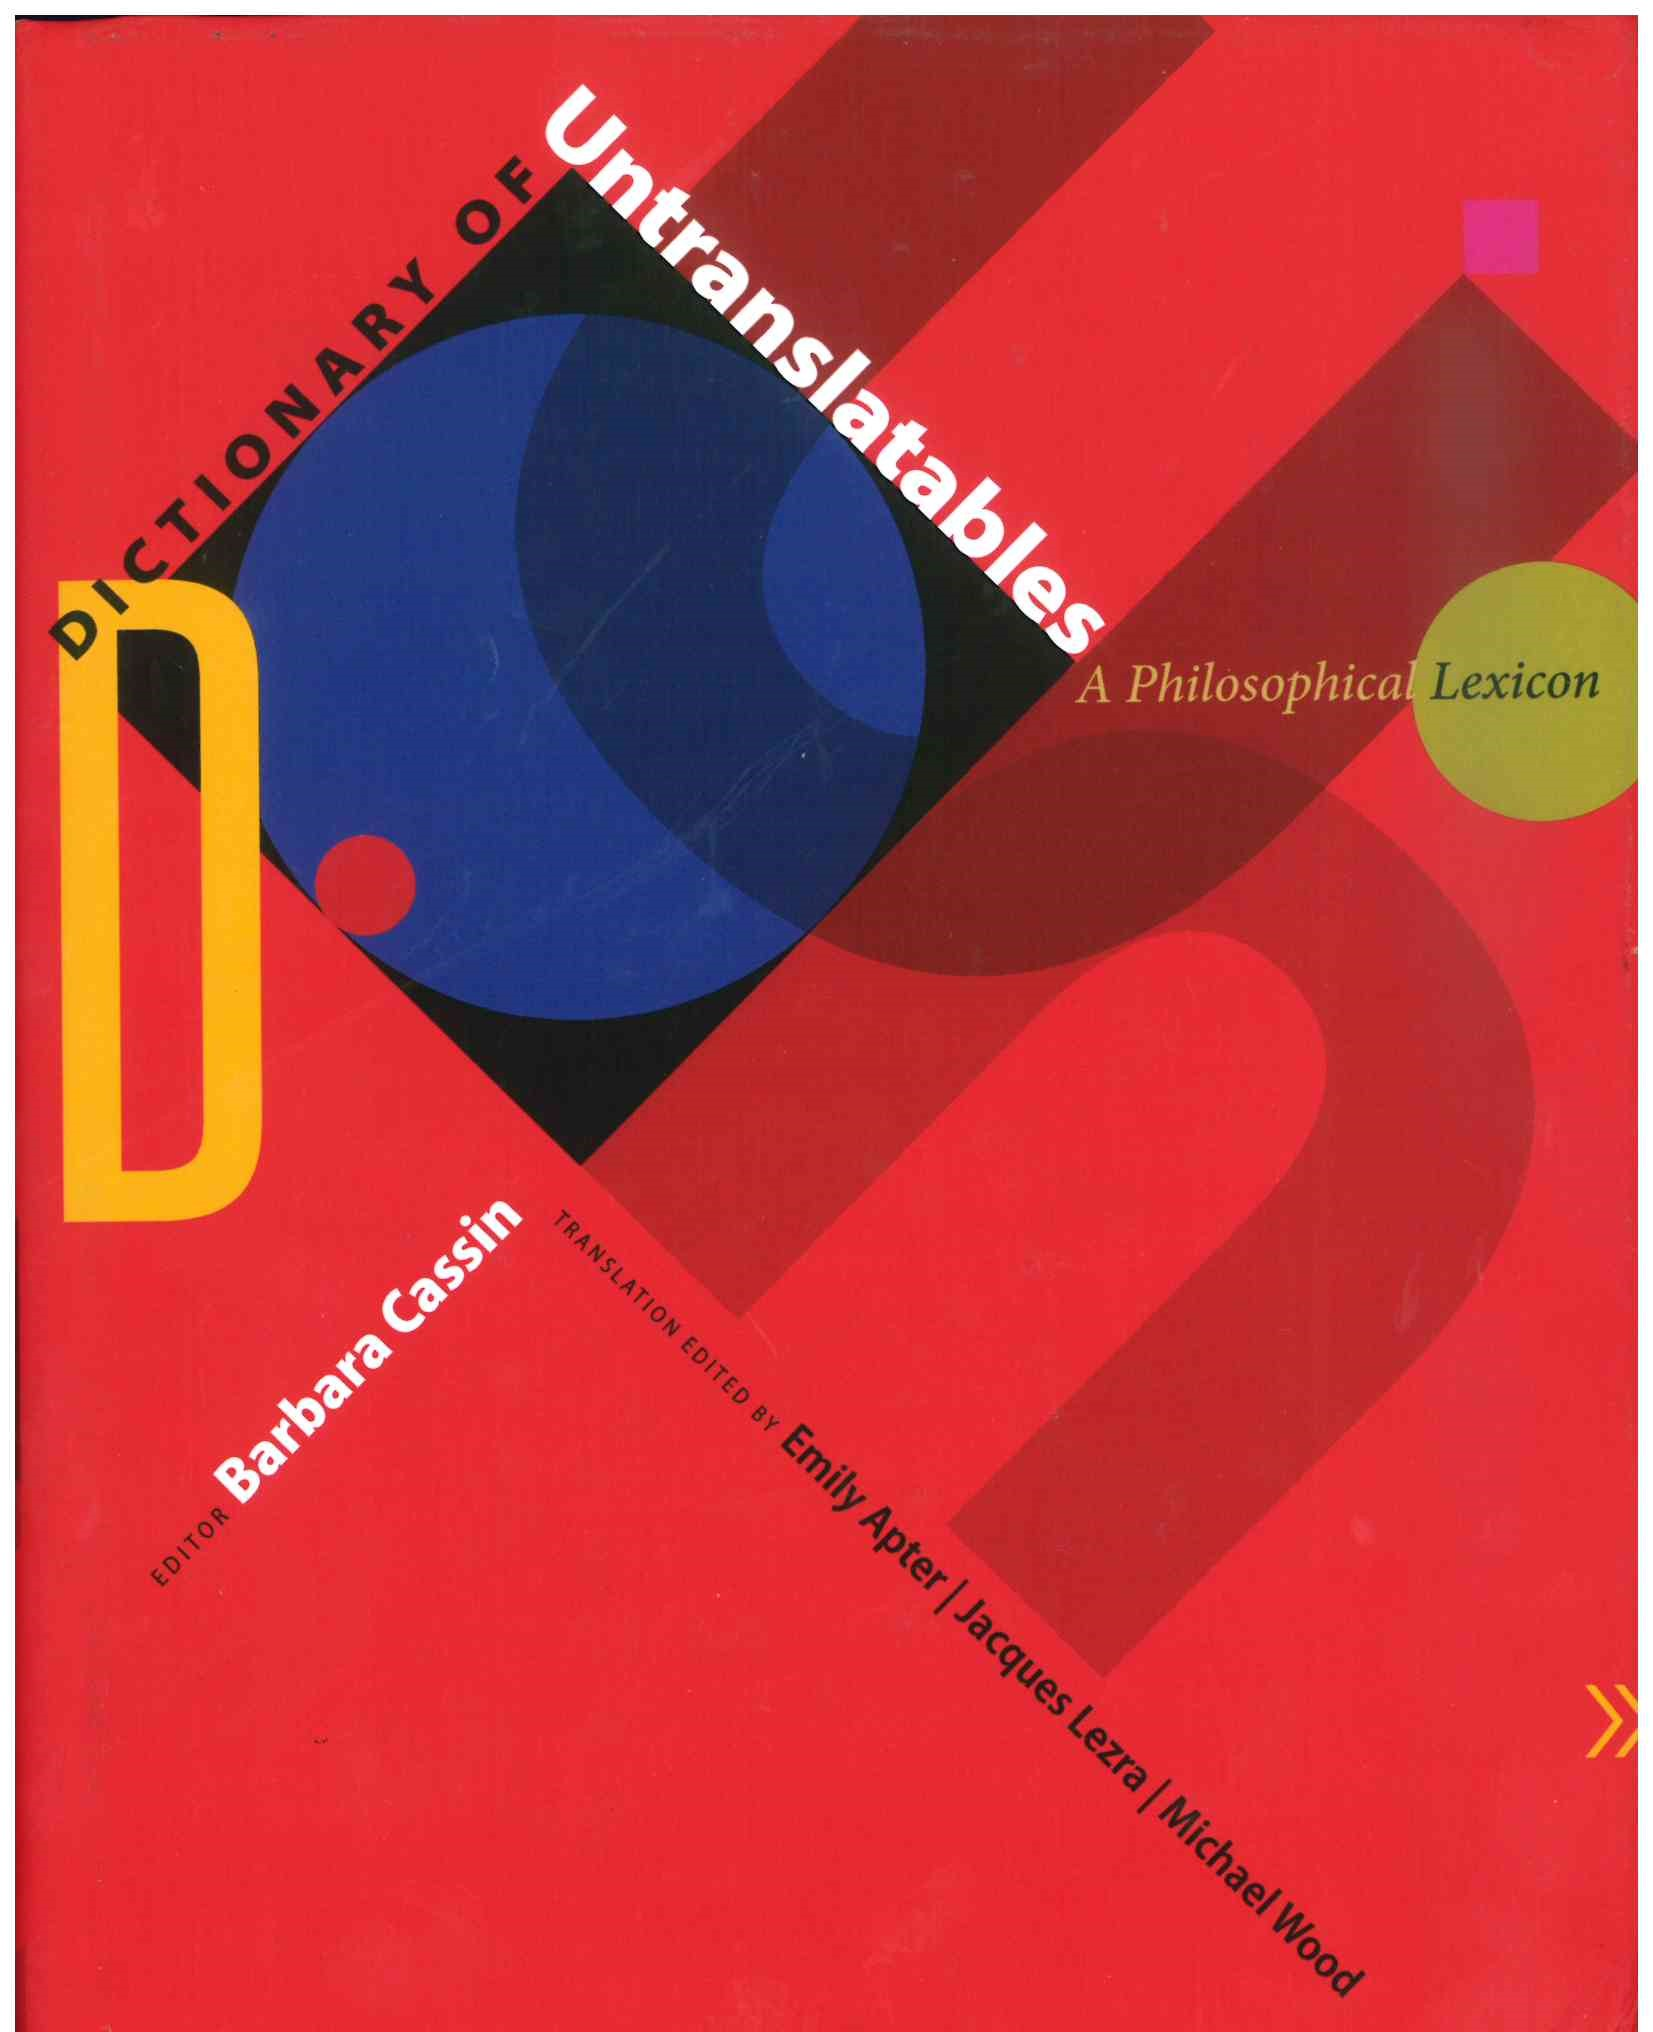 DICTIONARY OF
Untranslatables
A Philosophical Lexicon
D
EDITOR Barbara Cassin
TRANSLATION EDITED BY Emily Apter | Jacques Lezra | Michael Wood
»